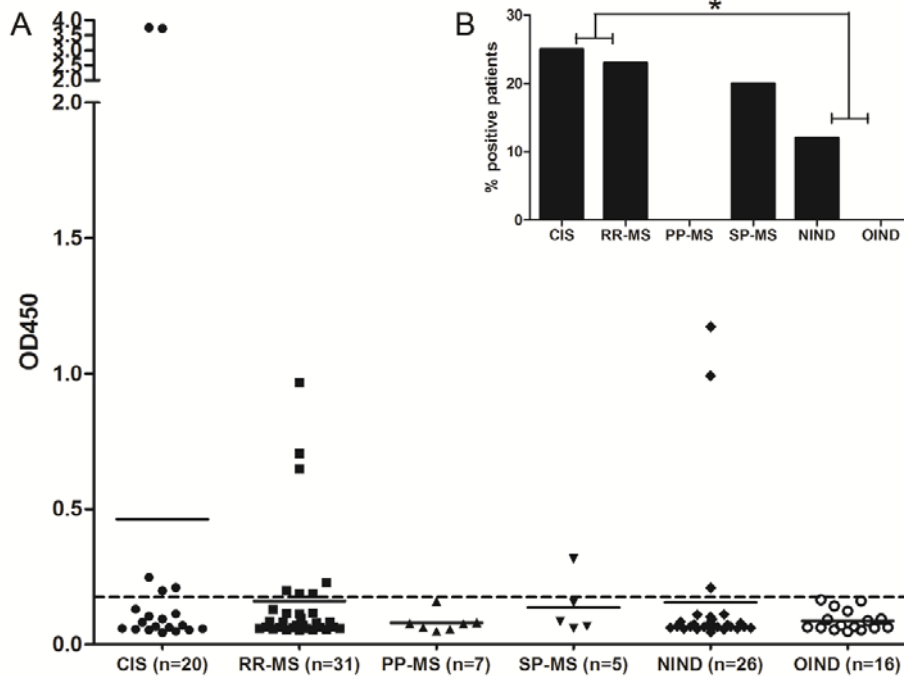 A
4.0
3.5
3.0
2.5
2.0
2.0
1.5
1.0
0.5
0.0
OD450
CIS (n=20) RR-MS (n=31) PP-MS (n=7) SP-MS (n=5) NIND (n=26) OIND (n=16)
B
*
30
20
10
0
% positive patients
CIS RR-MS PP-MS SP-MS NIND OIND